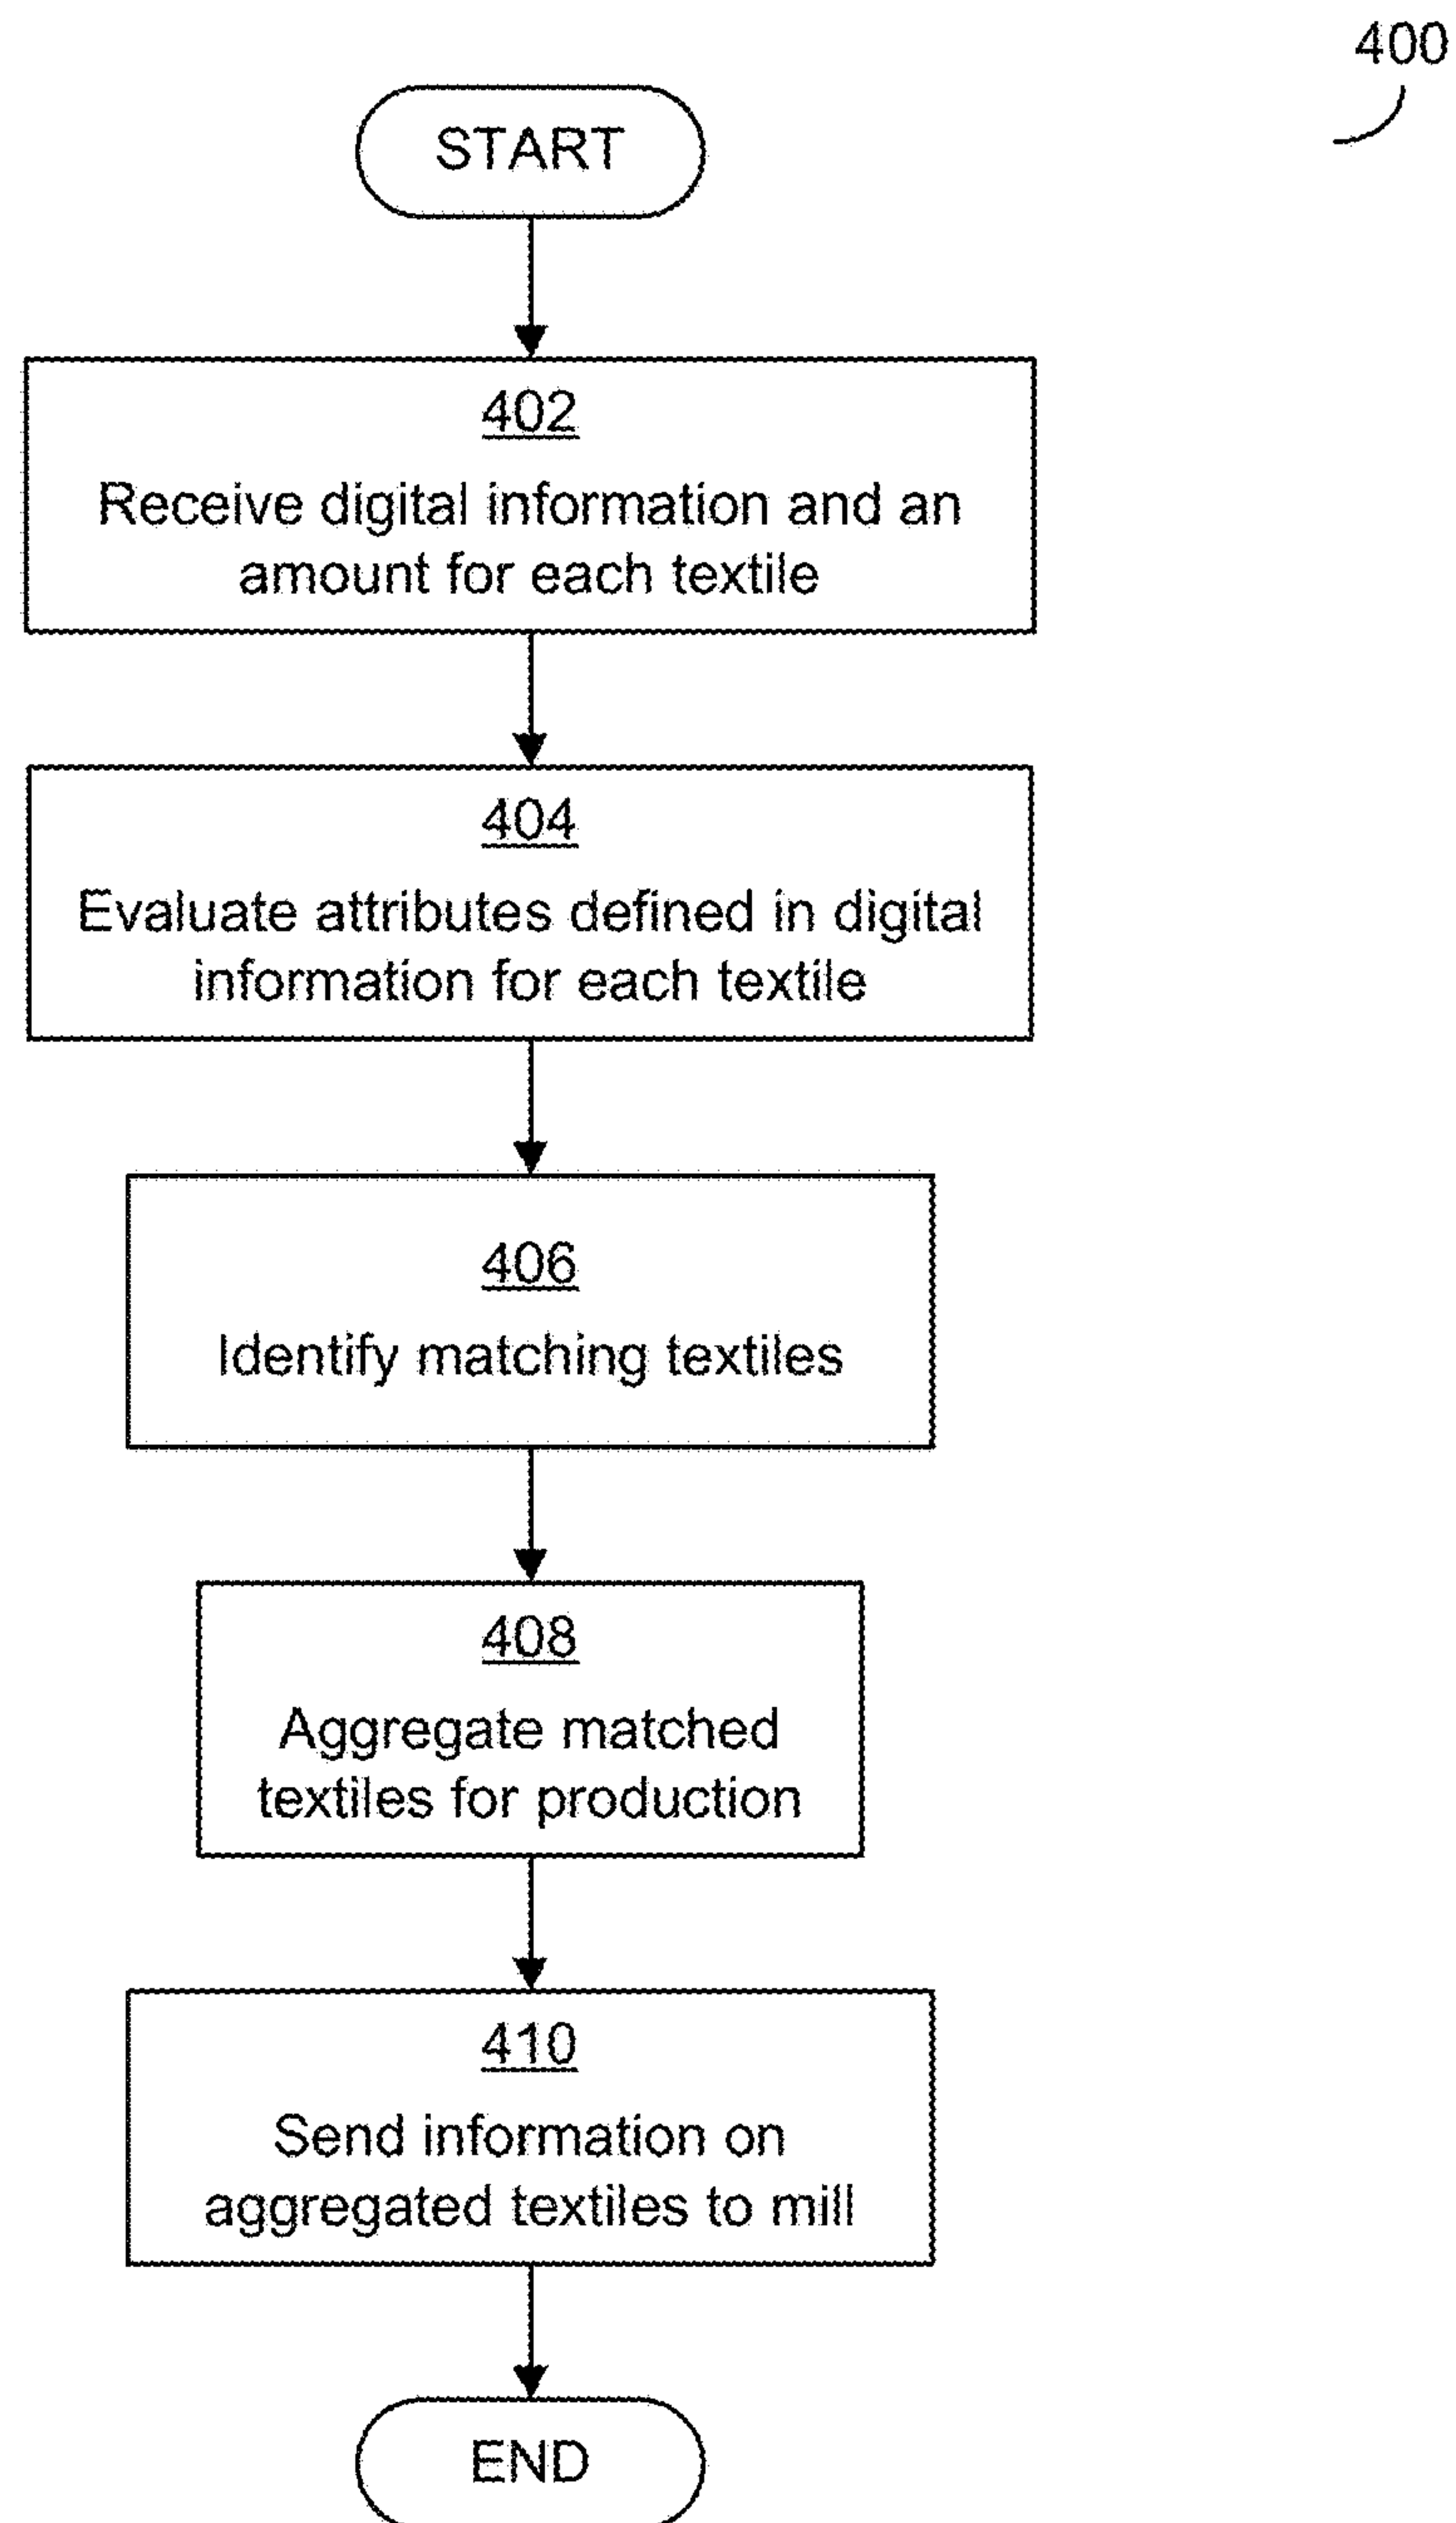 400
START
402
Receive digital information and an
amount for each textile
404
Evaluate attributes defined in digital
information for each textile
406
Identify matching textiles
408
Aggregate matched
textiles for production
410
Send information on
aggregated textiles to mill
END